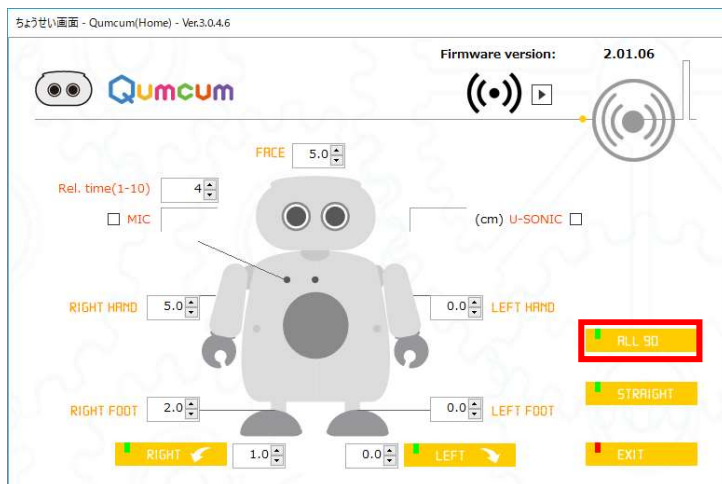 ちょうせい画面 - Qumcum(Home) - Ver.3.0.4.6
Firmware version: 2.01.06
Qumcum
FACE 5.0
Rel. time(1-10) 4
MIC
(cm) U-SONIC
RIGHT HAND 5.0
0.0 LEFT HAND
ALL 90
STRAIGHT
RIGHT FOOT 2.0
0.0 LEFT FOOT
RIGHT 1.0
0.0 LEFT
EXIT